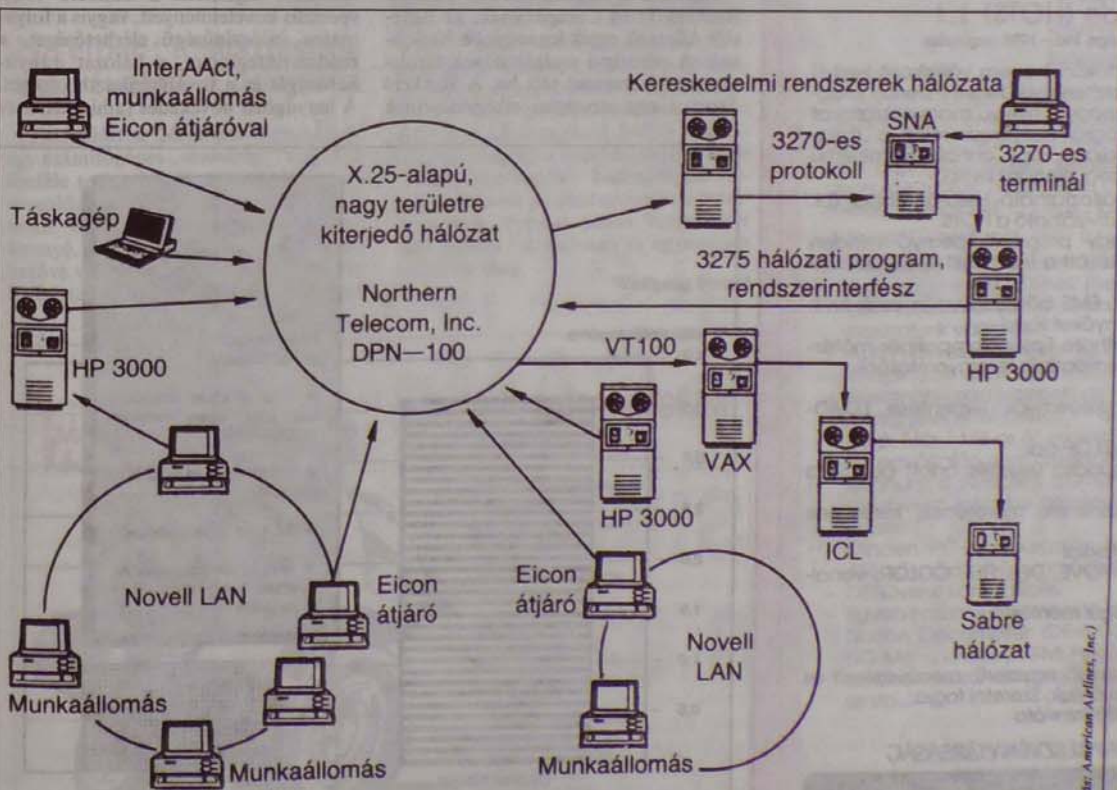 InterAAct,
munkaállomás
Eicon átjáróval
Táskagép
HP 3000
X.25-alapú,
nagy területre
kiterjedő hálózat
Northern
Telecom, Inc.
DPN—100
Kereskedelmi rendszerek hálózata
3270-es
protokoll
SNA
3270-es
terminál
3275 hálózati program,
rendszerinterfész
HP 3000
VT100
VAX
HP 3000
ICL
Sabre
hálózat
Novell LAN
Eicon
átjáró
Munkaállomás
Munkaállomás
Eicon
átjáró
Novell
LAN
Munkaállomás
American Airlines, Inc.)